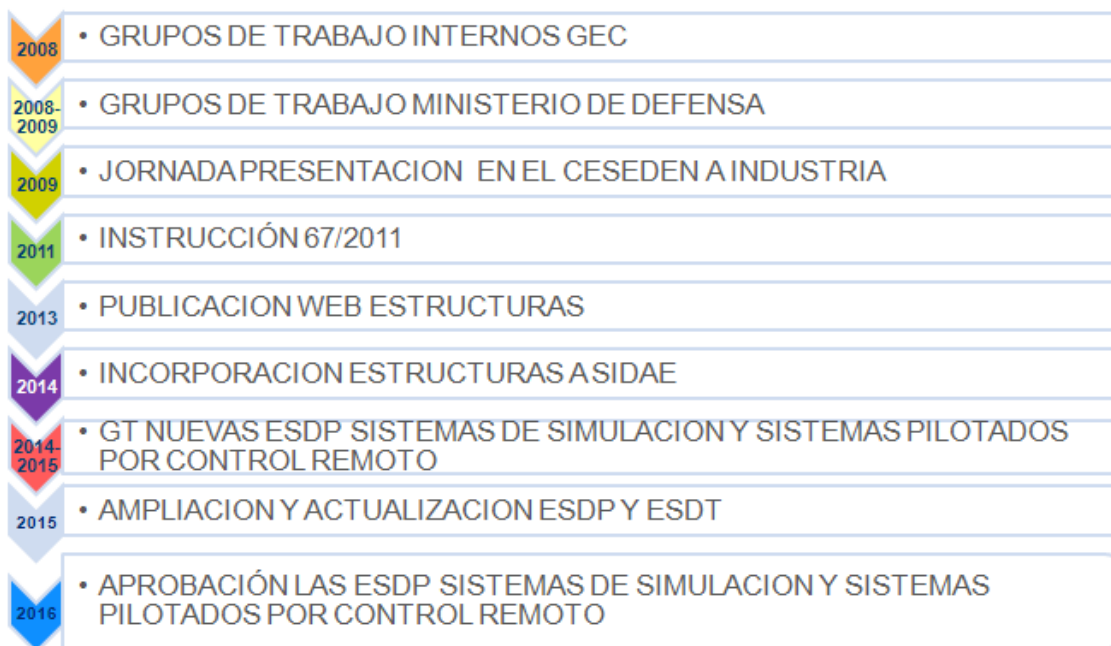 2008
• GRUPOS DE TRABAJO INTERNOS GEC
2008-
2009
• GRUPOS DE TRABAJO MINISTERIO DE DEFENSA
2009
• JORNADA PRESENTACION EN EL CESEDEN A INDUSTRIA
2011
• INSTRUCCIÓN 67/2011
2013
• PUBLICACION WEB ESTRUCTURAS
2014
• INCORPORACION ESTRUCTURAS A SIDAE
2014-
2015
• GT NUEVAS ESDP SISTEMAS DE SIMULACION Y SISTEMAS PILOTADOS
POR CONTROL REMOTO
2015
• AMPLIACION Y ACTUALIZACION ESDP Y ESDT
2016
• APROBACIÓN LAS ESDP SISTEMAS DE SIMULACION Y SISTEMAS
PILOTADOS POR CONTROL REMOTO